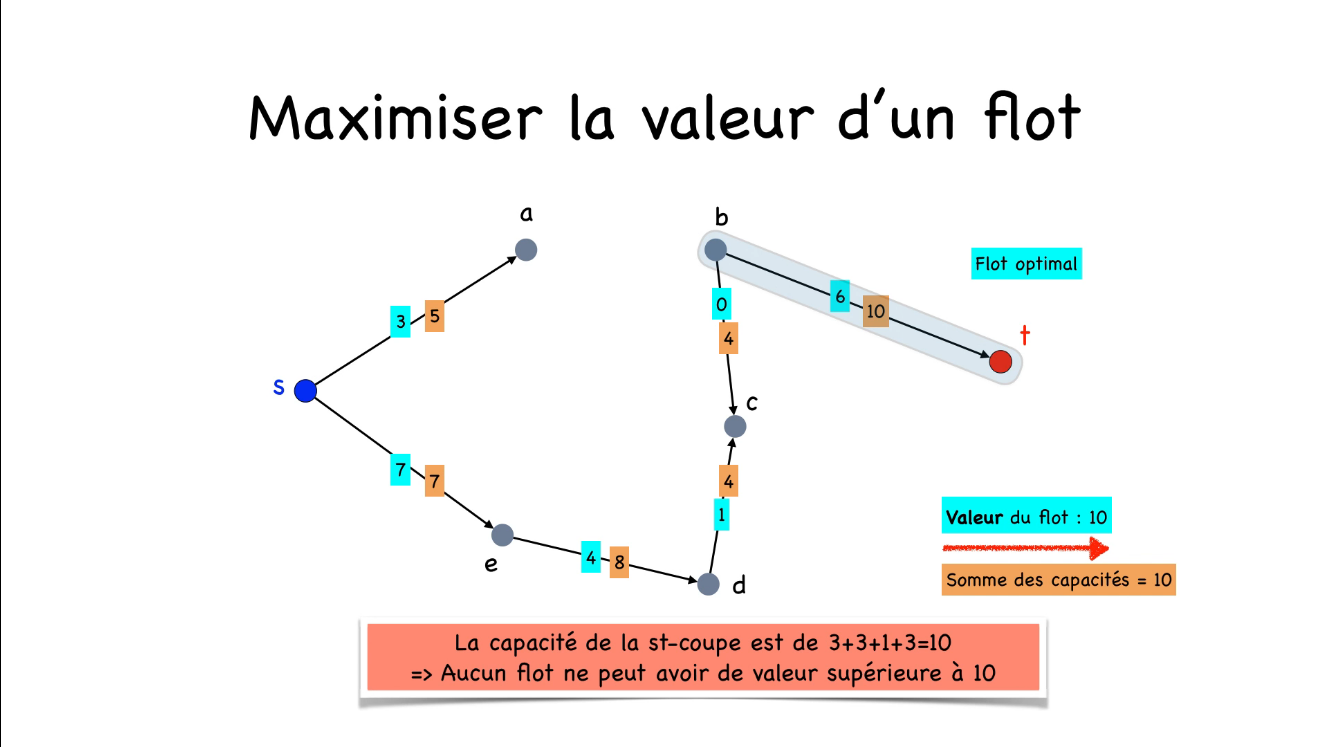 Maximiser la valeur d'un flot
a
b
Flot optimal
6
10
0
3
5
4
t
s
c
7
7
4
1
Valeur du flot : 10
e
4
8
d
Somme des capacités = 10
La capacité de la st-coupe est de 3+3+1+3=10
=> Aucun flot ne peut avoir de valeur supérieure à 10